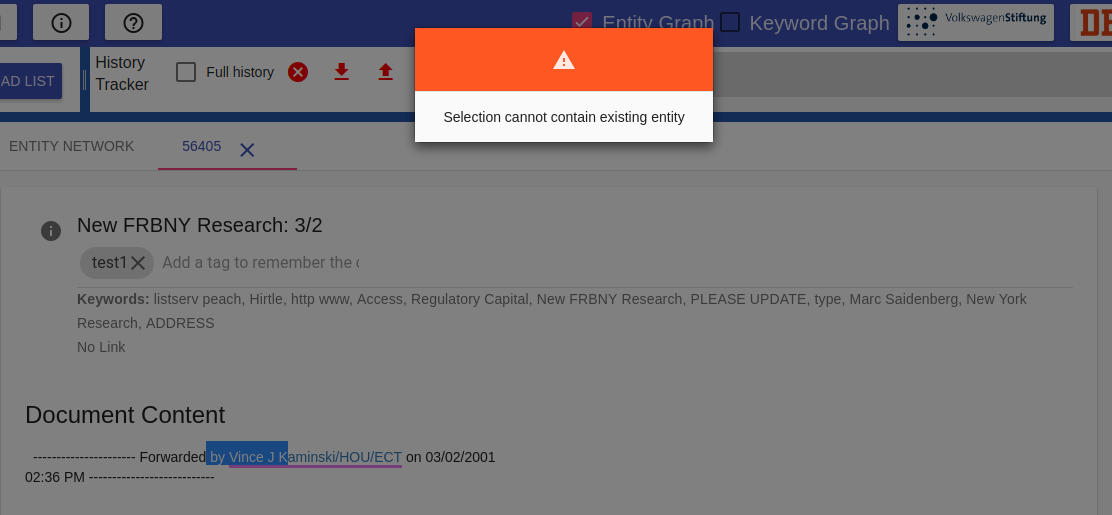 Entity Graph
Keyword Graph
VolkswagenStiftung
AD LIST
History
Tracker
Full history
Selection cannot contain existing entity
ENTITY NETWORK
56405
New FRBNY Research: 3/2
test1
Add a tag to remember the
Keywords: listserv peach, Hirtle, http www, Access, Regulatory Capital, New FRBNY Research, PLEASE UPDATE, type, Marc Saidenberg, New York
Research, ADDRESS
No Link
Document Content
---------------------- Forwarded by Vince J Kaminski/HOU/ECT on 03/02/2001
02:36 PM ---------------------------